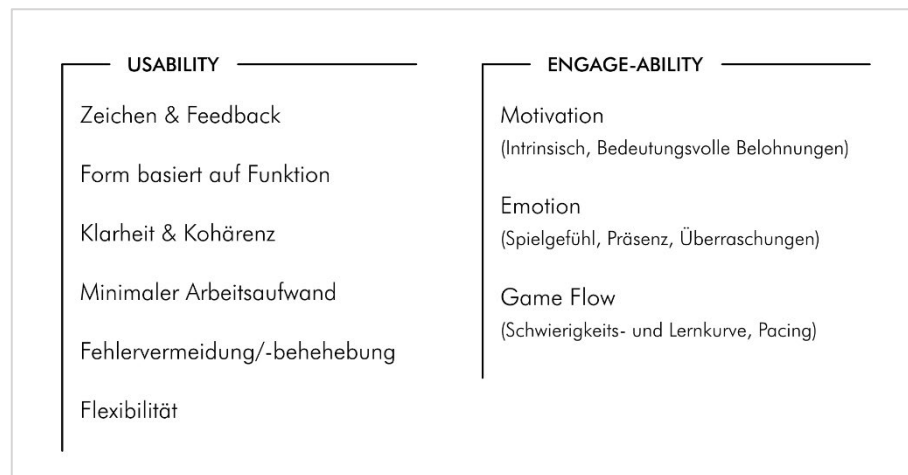 USABILITY
Zeichen & Feedback
Form basiert auf Funktion
Klarheit & Kohärenz
Minimaler Arbeitsaufwand
Fehlervermeidung/-behehebung
Flexibilität
ENGAGE-ABILITY
Motivation
(Intrinsisch, Bedeutungsvolle Belohnungen)
Emotion
(Spielgefühl, Präsenz, Überraschungen)
Game Flow
(Schwierigkeits- und Lernkurve, Pacing)